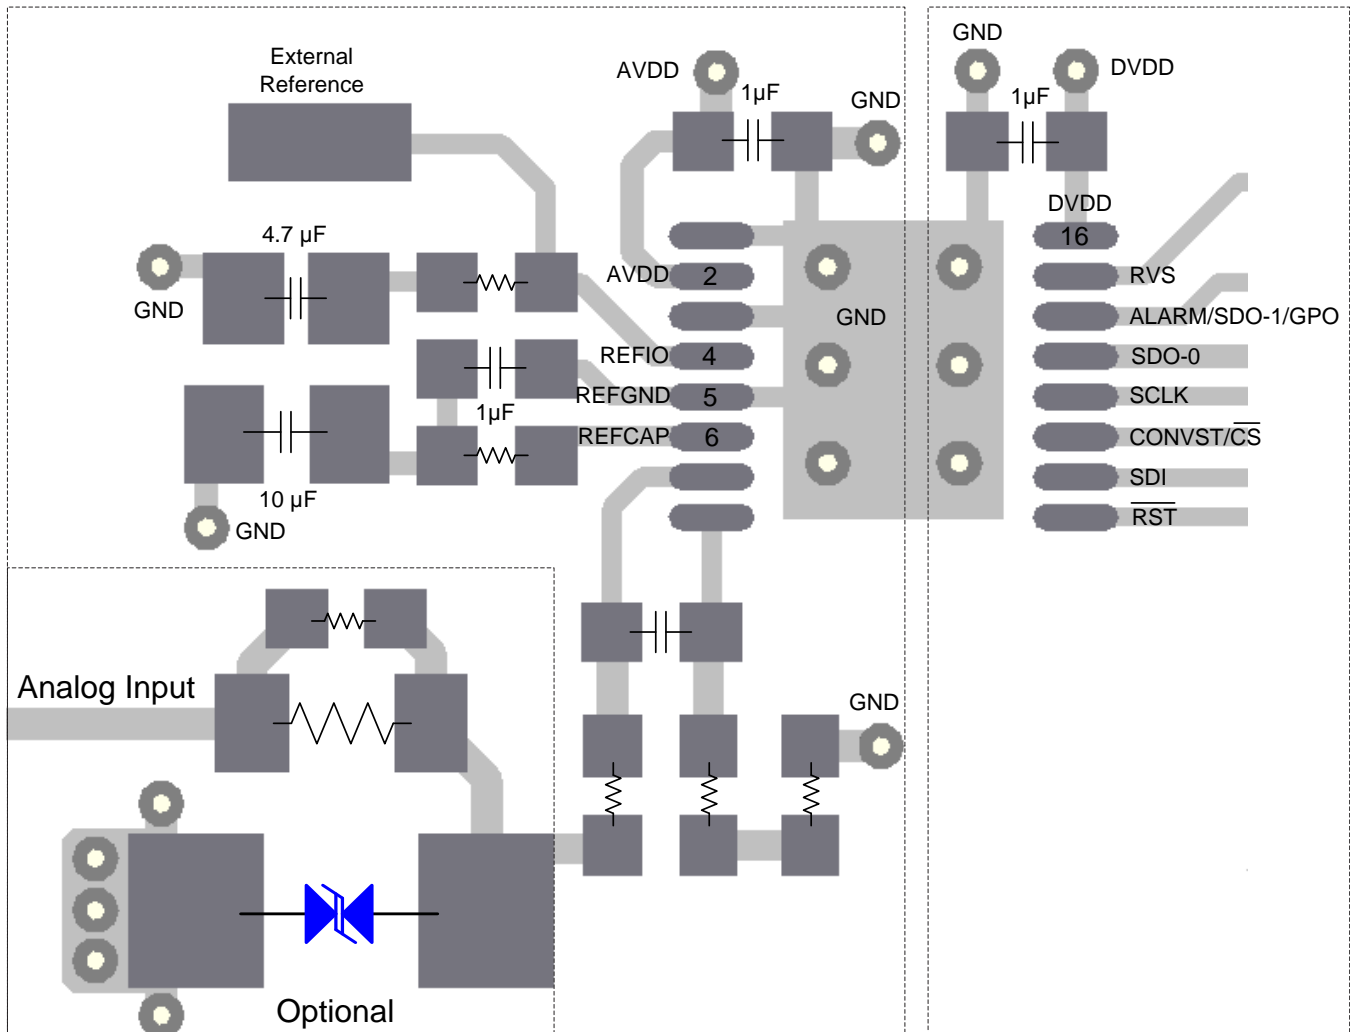 External
Reference
AVDD
1µF
GND
GND
1µF
DVDD
4.7 µF
GND
DVDD
16
AVDD
2
RVS
GND
ALARM/SDO-1/GPO
REFIO
4
SDO-0
REFGND
5
SCLK
1µF
REFCAP
6
CONVST/CS
SDI
10 µF
GND
RST
Analog Input
GND
Optional